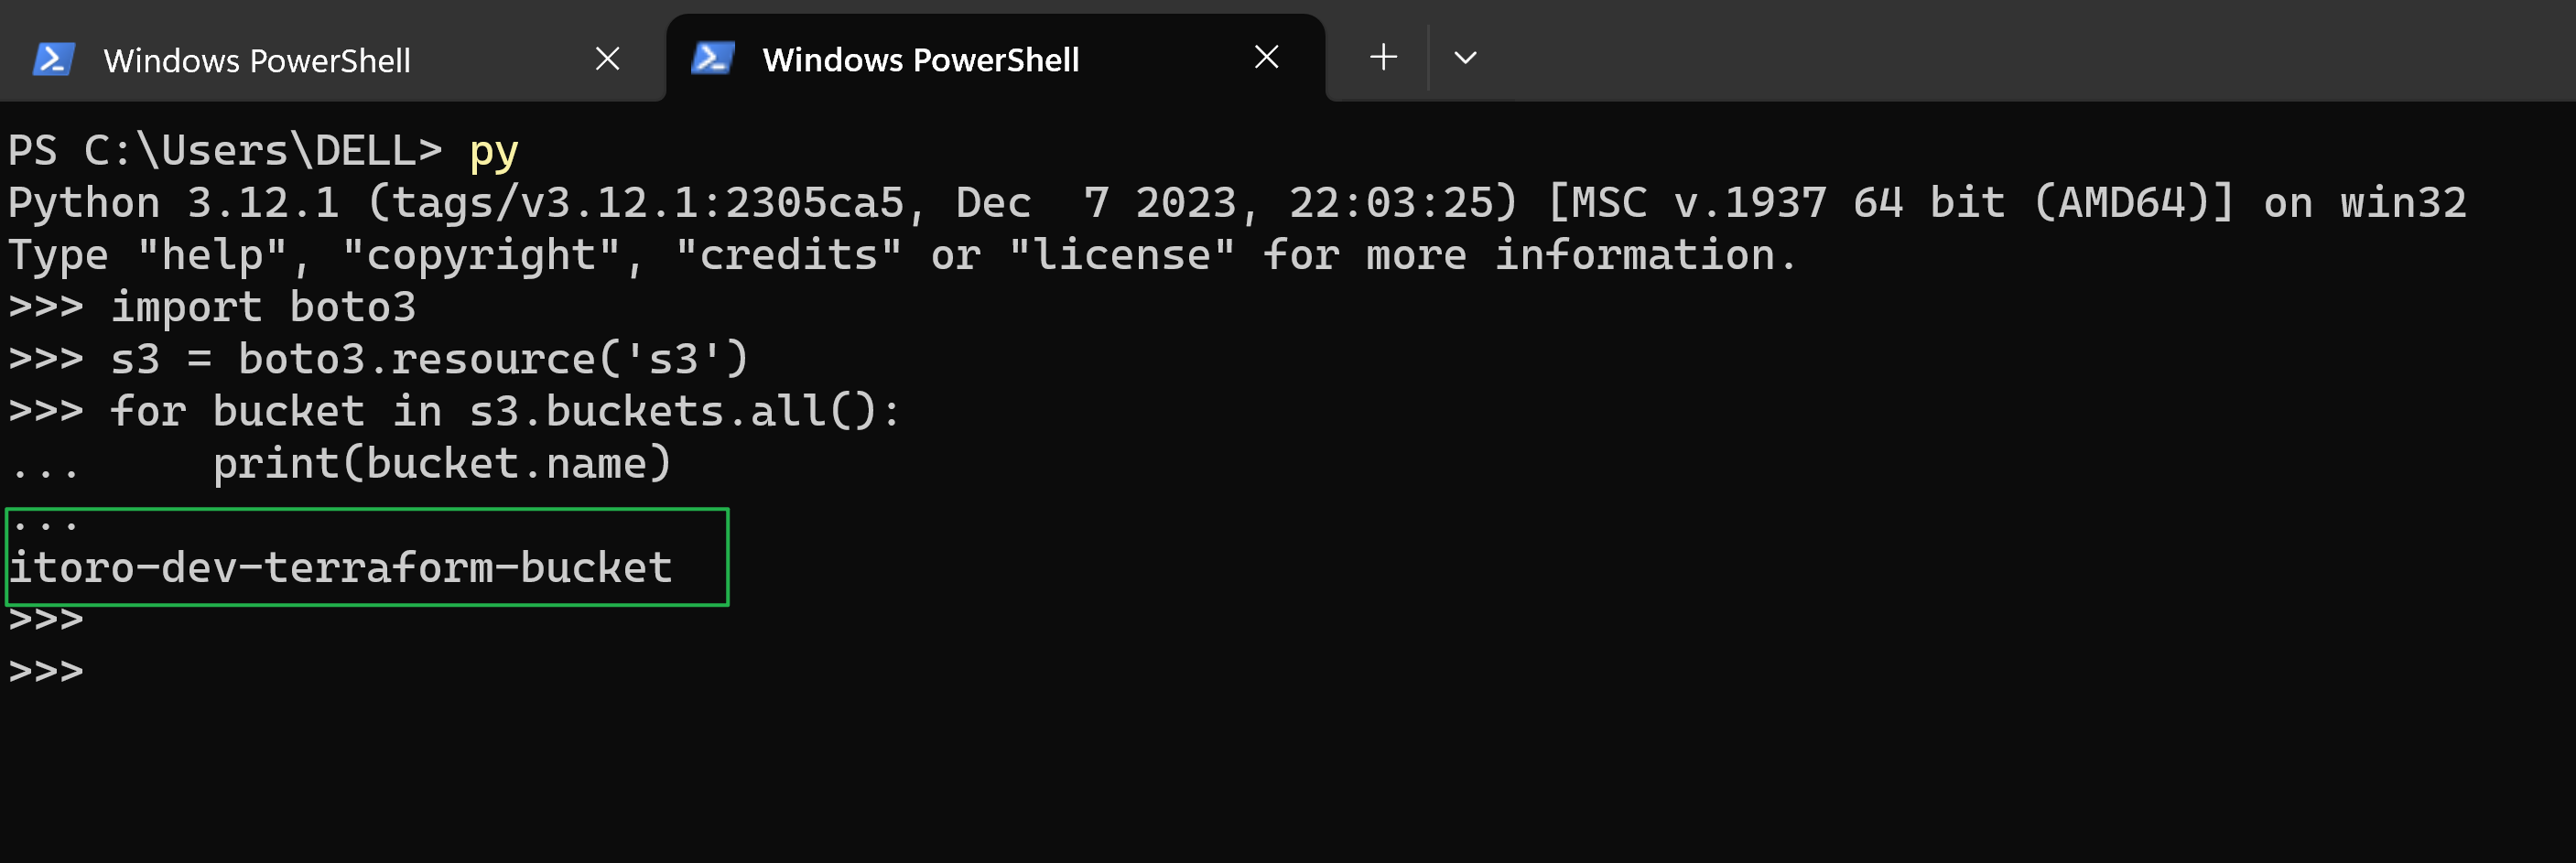 Windows PowerShell
Windows PowerShell
PS C:\Users\DELL> py
Python 3.12.1 (tags/v3.12.1:2305ca5, Dec  7 2023, 22:03:25) [MSC v.1937 64 bit (AMD64)] on win32
Type "help", "copyright", "credits" or "license" for more information.
>>> import boto3
>>> s3 = boto3.resource('s3')
>>> for bucket in s3.buckets.all():
...     print(bucket.name)
...
itoro-dev-terraform-bucket
>>>
>>>